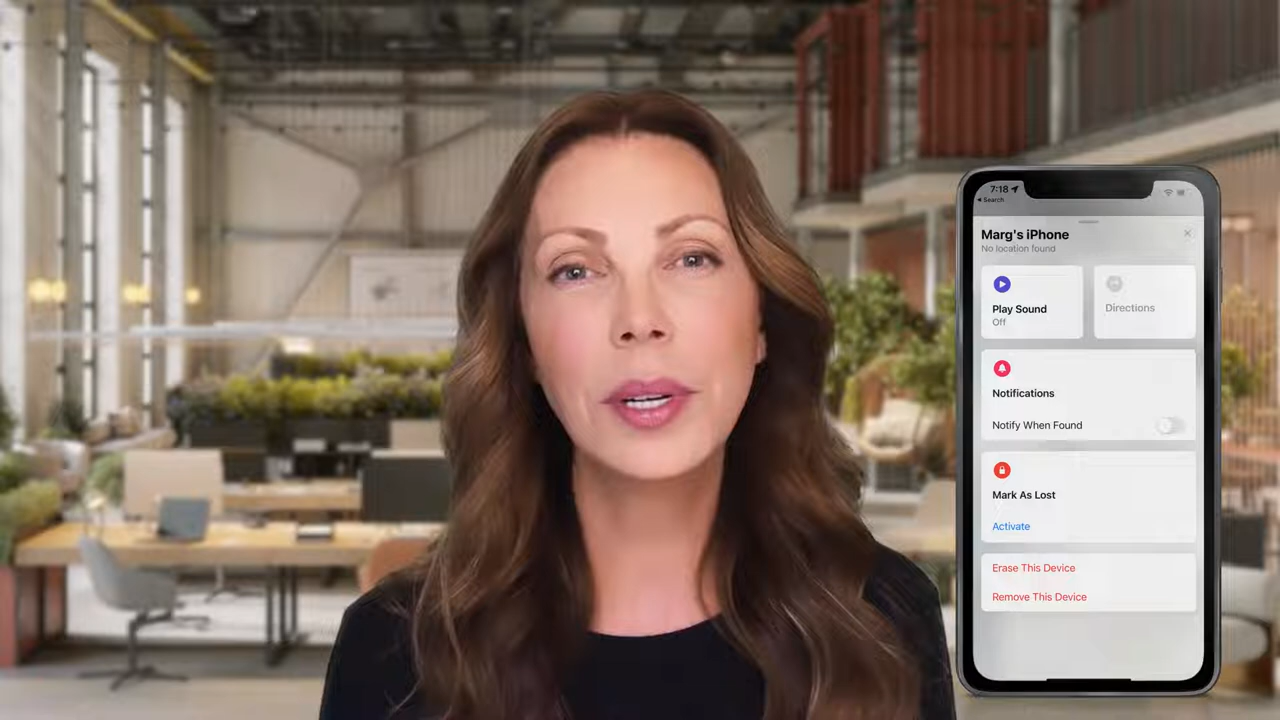 7:18
Search
Marg's iPhone
No location found
Play Sound
Off
Directions
Notifications
Notify When Found
Mark As Lost
Activate
Erase This Device
Remove This Device